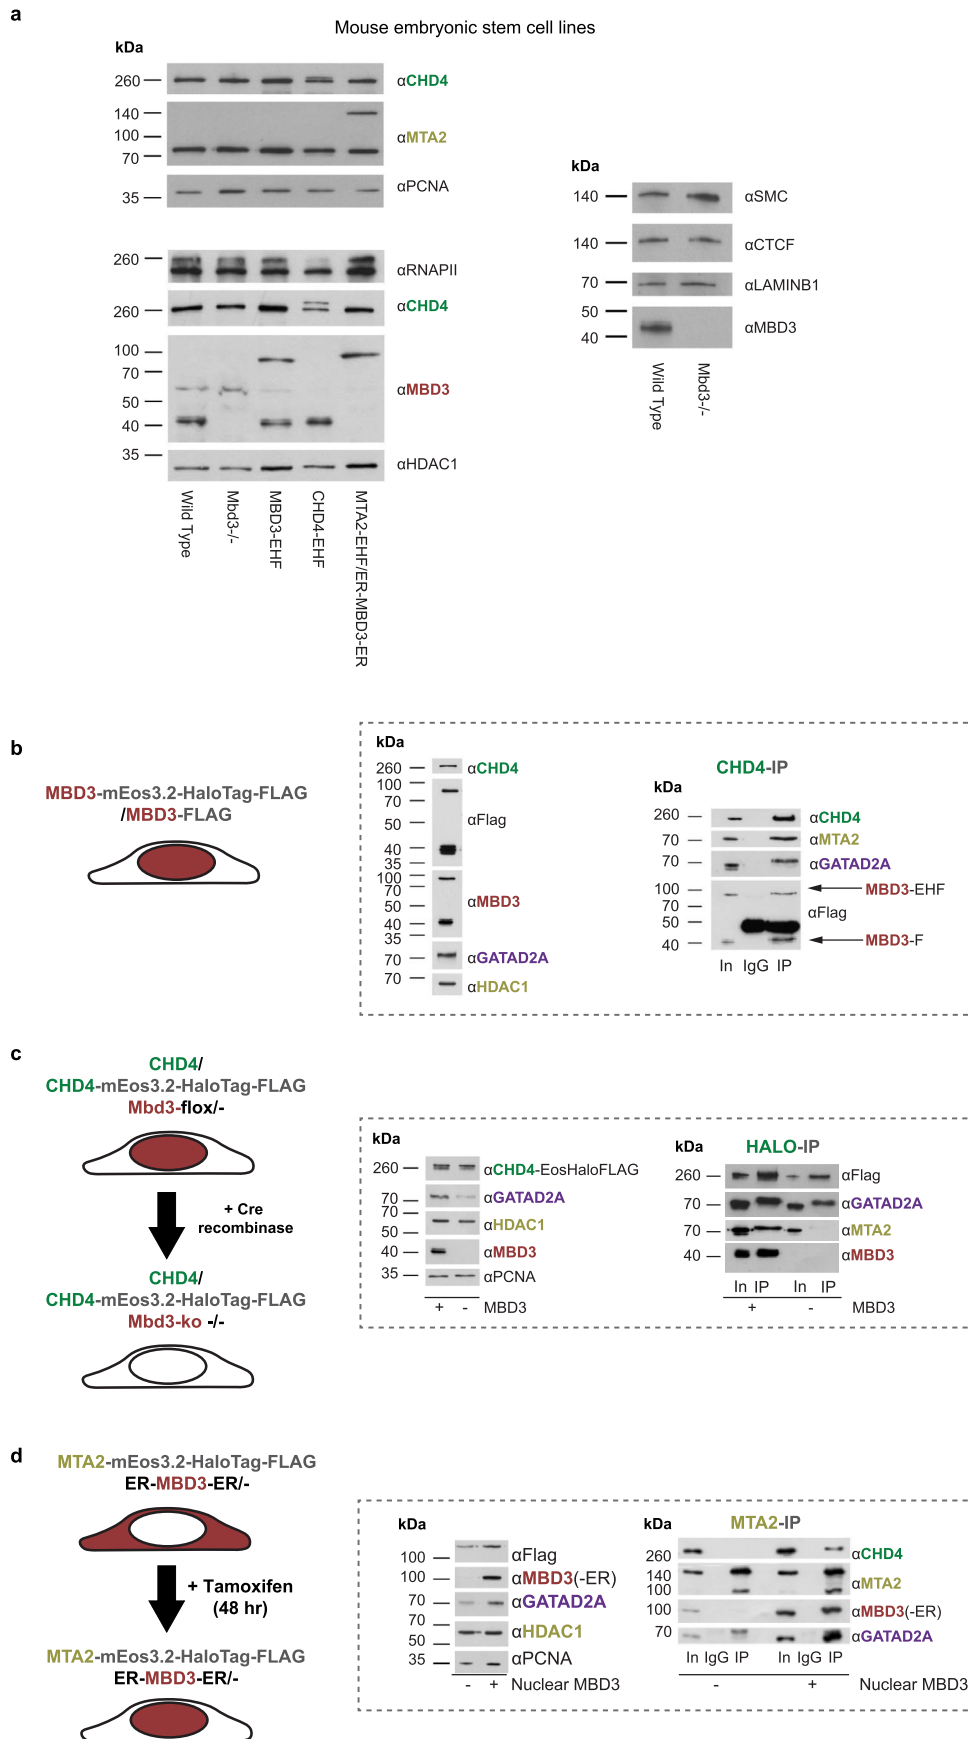 a
Mouse embryonic stem cell lines
kDa
260
αCHD4
140
100
70
αMTA2
35
αPCNA
260
αRNAPII
260
αCHD4
100
70
50
40
αMBD3
35
αHDAC1
Wild Type
Mbd3-/-
MBD3-EHF
CHD4-EHF
MTA2-EHF/ER-MBD3-ER
kDa
140
αSMC
140
αCTCF
70
αLAMINB1
50
40
αMBD3
Wild Type
Mbd3-/-
b
MBD3-mEos3.2-HaloTag-FLAG
/MBD3-FLAG
kDa
260
αCHD4
100
70
50
40
35
αFlag
100
70
50
40
35
αMBD3
70
αGATAD2A
70
αHDAC1
CHD4-IP
kDa
260
αCHD4
70
αMTA2
70
αGATAD2A
100
70
50
40
MBD3-EHF
αFlag
MBD3-F
In IgG IP
c
CHD4/
CHD4-mEos3.2-HaloTag-FLAG
Mbd3-flox/-
+ Cre
recombinase
CHD4/
CHD4-mEos3.2-HaloTag-FLAG
Mbd3-ko -/-
kDa
260
αCHD4-EosHaloFLAG
70
αGATAD2A
70
50
αHDAC1
40
αMBD3
35
αPCNA
+ - MBD3
HALO-IP
kDa
260
αFlag
70
αGATAD2A
70
αMTA2
40
αMBD3
In IP In IP
+ - MBD3
d
MTA2-mEos3.2-HaloTag-FLAG
ER-MBD3-ER/-
+ Tamoxifen
(48 hr)
MTA2-mEos3.2-HaloTag-FLAG
ER-MBD3-ER/-
kDa
100
αFlag
100
αMBD3(-ER)
70
αGATAD2A
70
50
αHDAC1
35
αPCNA
- + Nuclear MBD3
MTA2-IP
kDa
260
αCHD4
140
100
αMTA2
100
αMBD3(-ER)
70
αGATAD2A
In IgG IP In IgG IP
- + Nuclear MBD3